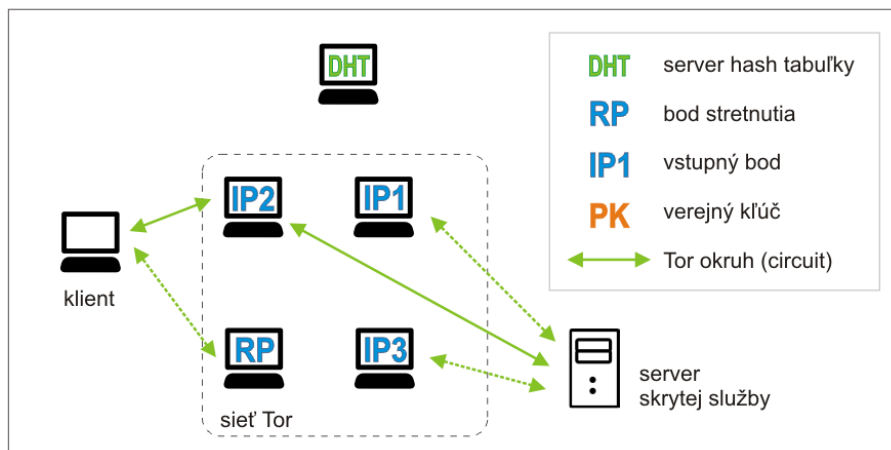 DHT
IP2
IP1
klient
RP
IP3
sieť Tor
server
skrytej služby
DHT server hash tabuľky
RP bod stretnutia
IP1 vstupný bod
PK verejný kľúč
Tor okruh (circuit)